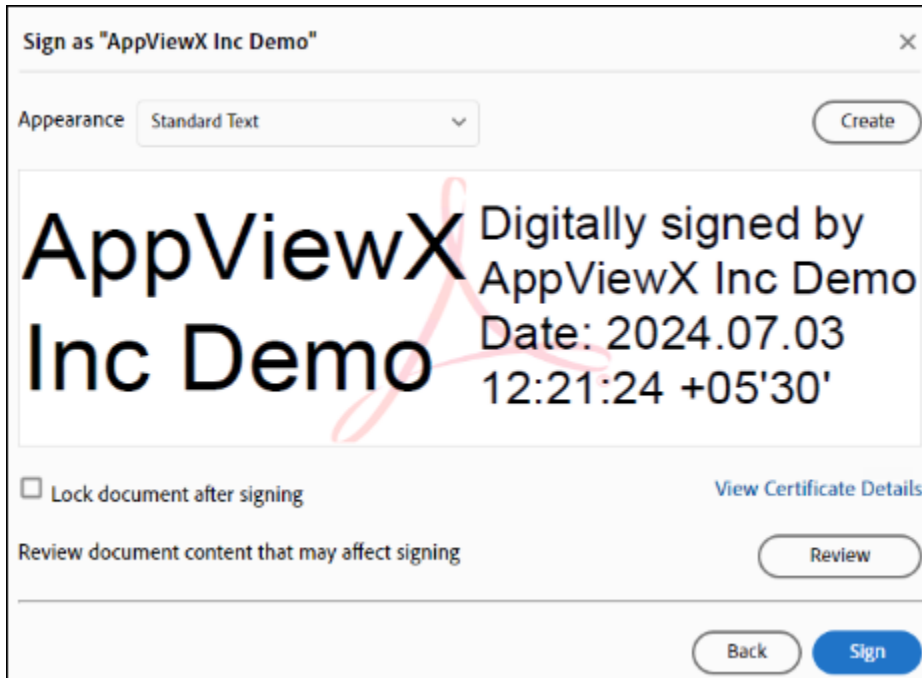 Sign as "AppViewX Inc Demo"
Appearance
Standard Text
Create
AppViewX
Inc Demo
Digitally signed by
AppViewX Inc Demo
Date: 2024.07.03
12:21:24 +05'30'
Lock document after signing
View Certificate Details
Review document content that may affect signing
Review
Back
Sign